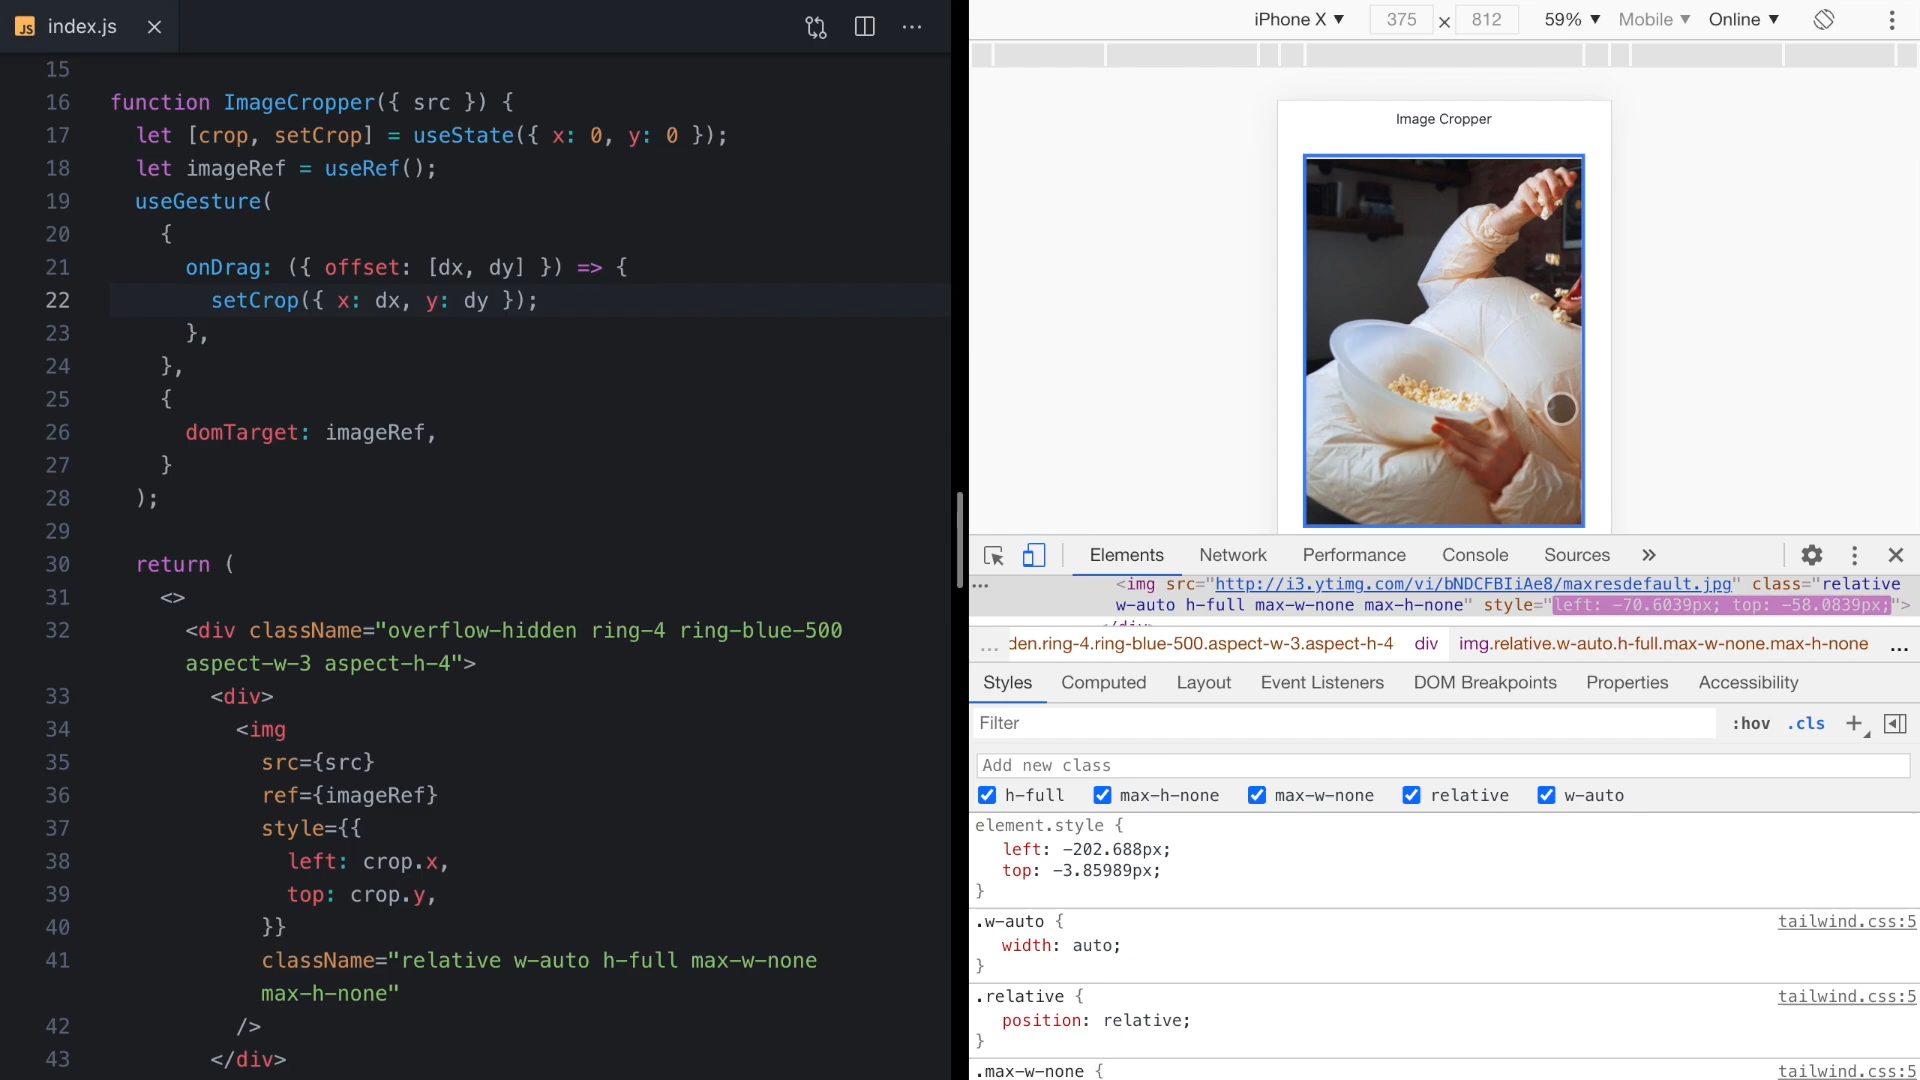 JS index.js
15
16 function ImageCropper({ src }) {
17 let [crop, setCrop] = useState({ x: 0, y: 0 });
18 let imageRef = useRef();
19 useGesture(
20 {
21 onDrag: ({ offset: [dx, dy] }) => {
22 setCrop({ x: dx, y: dy });
23 },
24 },
25 {
26 domTarget: imageRef,
27 }
28 );
29
30 return (
31 <>
32 <div className="overflow-hidden ring-4 ring-blue-500
aspect-w-3 aspect-h-4">
33 <div>
34 <img
35 src={src}
36 ref={imageRef}
37 style={{
38 left: crop.x,
39 top: crop.y,
40 }}
41 className="relative w-auto h-full max-w-none
max-h-none"
42 />
43 </div>
iPhone X ▼ 375 × 812 59% ▼ Mobile ▼ Online ▼
Image Cropper
Elements Network Performance Console Sources »
<img src="http://i3.ytimg.com/vi/bNDCFBIiAe8/maxresdefault.jpg" class="relative
w-auto h-full max-w-none max-h-none" style="left: -70.6039px; top: -58.0839px;">
</div>
... den.ring-4.ring-blue-500.aspect-w-3.aspect-h-4 div img.relative.w-auto.h-full.max-w-none.max-h-none ...
Styles Computed Layout Event Listeners DOM Breakpoints Properties Accessibility
Filter :hov .cls +
Add new class
h-full max-h-none max-w-none relative w-auto
element.style {
left: -202.688px;
top: -3.85989px;
}
.w-auto { tailwind.css:5
width: auto;
}
.relative { tailwind.css:5
position: relative;
}
.max-w-none { tailwind.css:5